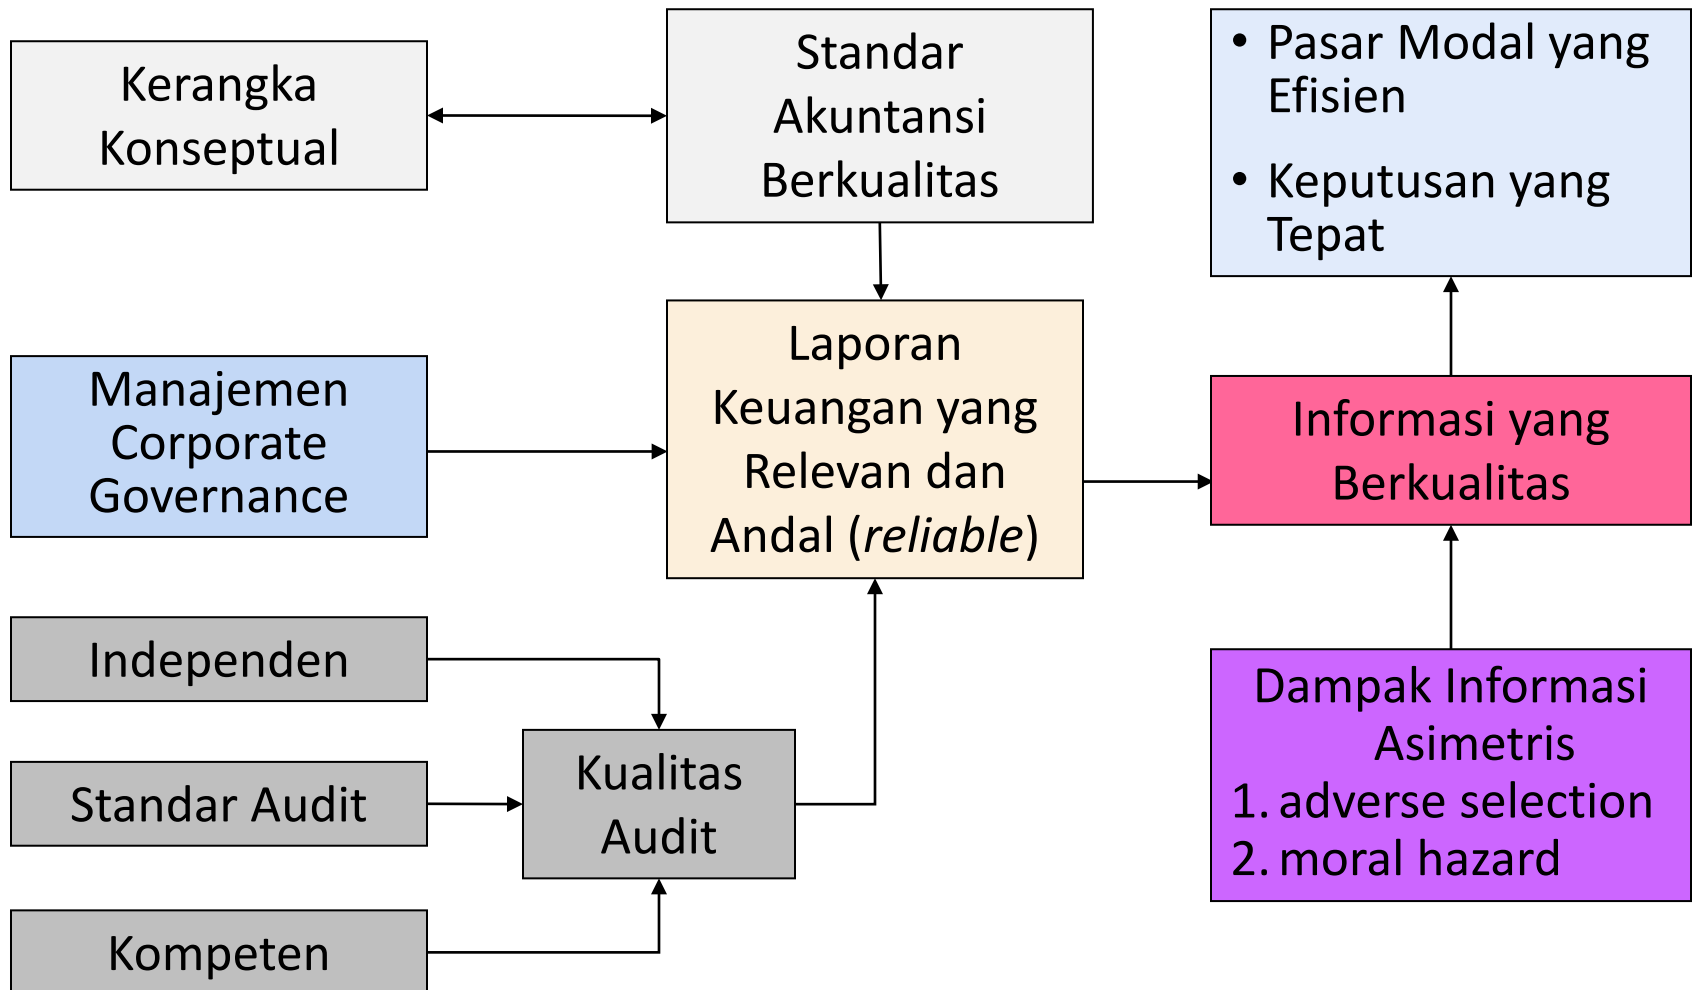 Kerangka
Konseptual
Standar
Akuntansi
Berkualitas
• Pasar Modal yang
Efisien
• Keputusan yang
Tepat
Manajemen
Corporate
Governance
Laporan
Keuangan yang
Relevan dan
Andal (reliable)
Informasi yang
Berkualitas
Independen
Standar Audit
Kompeten
Kualitas
Audit
Dampak Informasi
Asimetris
1. adverse selection
2. moral hazard